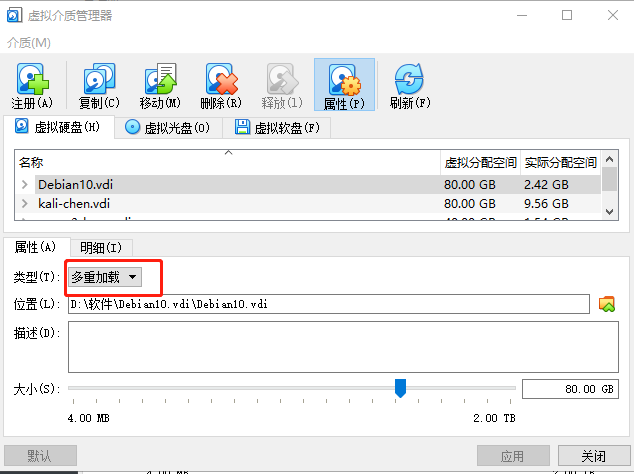 虚拟介质管理器
介质(M)
注册(A) 复制(C) 移动(M) 删除(R) 释放(l) 属性(P) 刷新(F)
虚拟硬盘(H) 虚拟光盘(O) 虚拟软盘(F)
名称 虚拟分配空间 实际分配空间
Debian10.vdi 80.00 GB 2.42 GB
kali-chen.vdi 80.00 GB 9.56 GB
属性(A) 明细(I)
类型(T): 多重加载
位置(L): D:\软件\Debian10.vdi\Debian10.vdi
描述(D):
大小(S): 80.00 GB
4.00 MB 2.00 TB
默认 应用 关闭